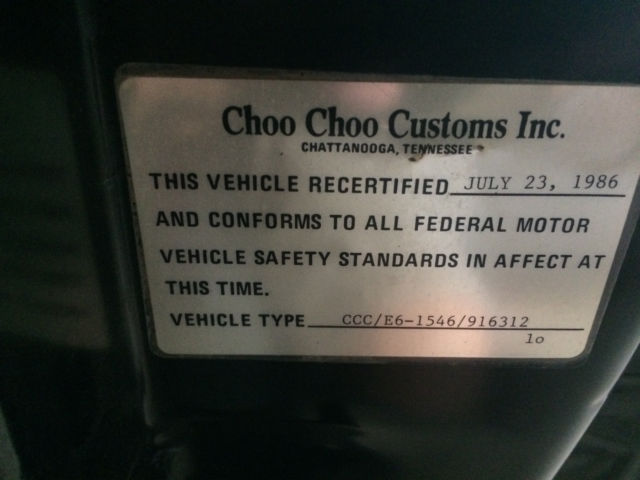 Choo Choo Customs Inc.
CHATTANOOGA, TENNESSEE
THIS VEHICLE RECERTIFIED JULY 23, 1986
AND CONFORMS TO ALL FEDERAL MOTOR
VEHICLE SAFETY STANDARDS IN AFFECT AT
THIS TIME.
VEHICLE TYPE CCC/E6-1546/916312
lo